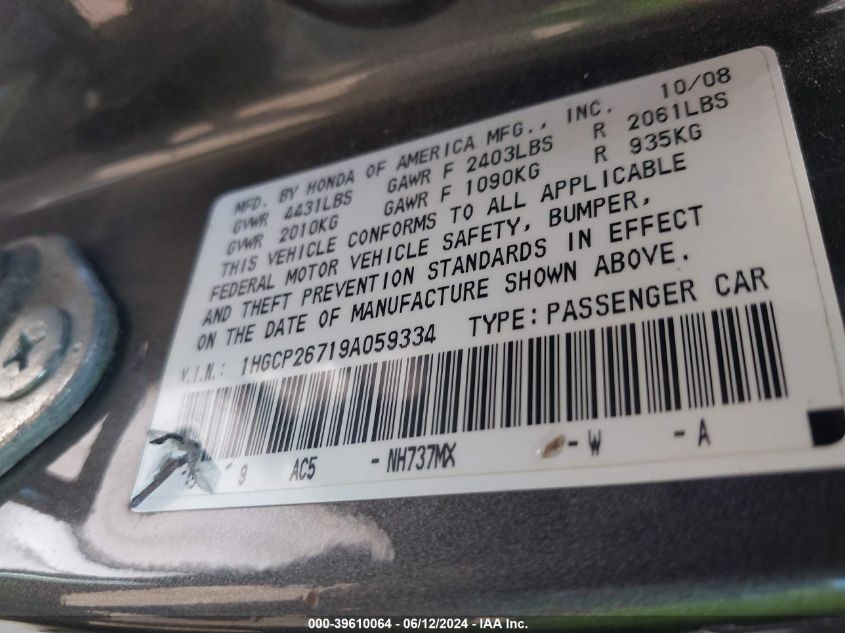 MFD. BY HONDA OF AMERICA MFG., INC. 10/08
GVWR 4431LBS GAWR F 2403LBS R 2061LBS
GVWR 2010KG GAWR F 1090KG R 935KG
THIS VEHICLE CONFORMS TO ALL APPLICABLE
FEDERAL MOTOR VEHICLE SAFETY, BUMPER,
AND THEFT PREVENTION STANDARDS IN EFFECT
ON THE DATE OF MANUFACTURE SHOWN ABOVE.
V.I.N.: 1HGCP26719A059334 TYPE:PASSENGER CAR
9 AC5 -NH737MX -W -A
000-39610064 - 06/12/2024 - IAA Inc.